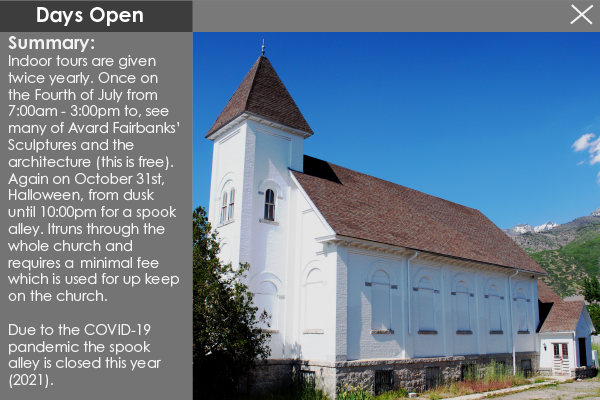 Days Open
Summary:
Indoor tours are given
twice yearly. Once on
the Fourth of July from
7:00am - 3:00pm to, see
many of Avard Fairbanks'
Sculptures and the
architecture (this is free).
Again on October 31st,
Halloween, from dusk
until 10:00pm for a spook
alley. Itruns through the
whole church and
requires a minimal fee
which is used for up keep
on the church.
Due to the COVID-19
pandemic the spook
alley is closed this year
(2021).